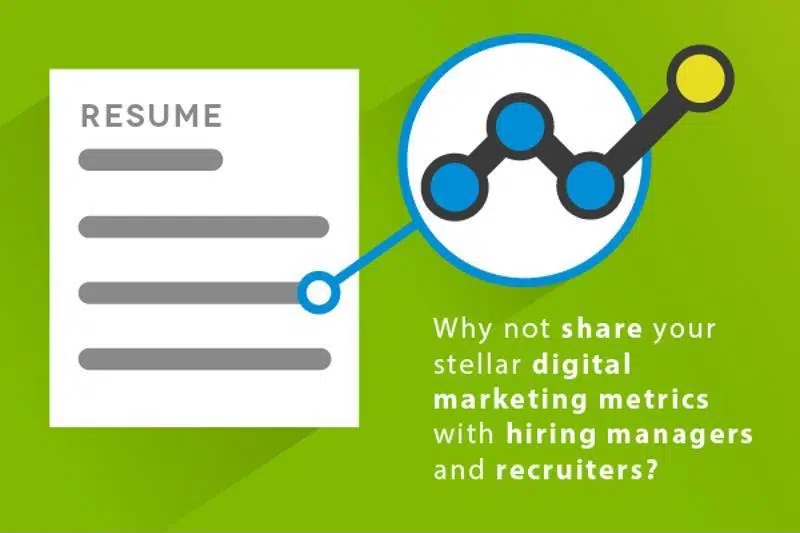 RESUME
Why not share your
stellar digital
marketing metrics
with hiring managers
and recruiters?